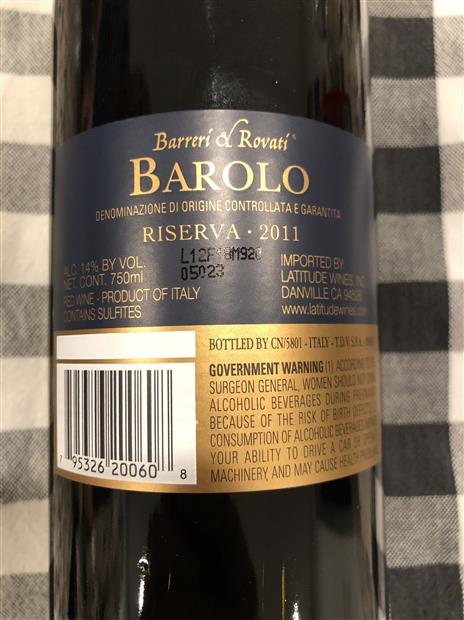 Barreri & Rovati®
BAROLO
DENOMINAZIONE DI ORIGINE CONTROLLATA E GARANTITA
RISERVA · 2011
L12F18M920
05023
ALC. 14% BY VOL.
NET. CONT. 750ml
RED WINE - PRODUCT OF ITALY
CONTAINS SULFITES
IMPORTED BY:
LATITUDE WINES, INC
DANVILLE CA 94526
www.latitudewines.com
BOTTLED BY CN/5801 - ITALY - T.D.V. S.P.A. -
GOVERNMENT WARNING (1) ACCORDING TO
SURGEON GENERAL, WOMEN SHOULD NOT
ALCOHOLIC BEVERAGES DURING
BECAUSE OF THE RISK OF BIRTH
CONSUMPTION OF ALCOHOLIC BEVERAGES
YOUR ABILITY TO DRIVE A CAR OR
MACHINERY, AND MAY CAUSE HEALTH
7 95326 20060 8